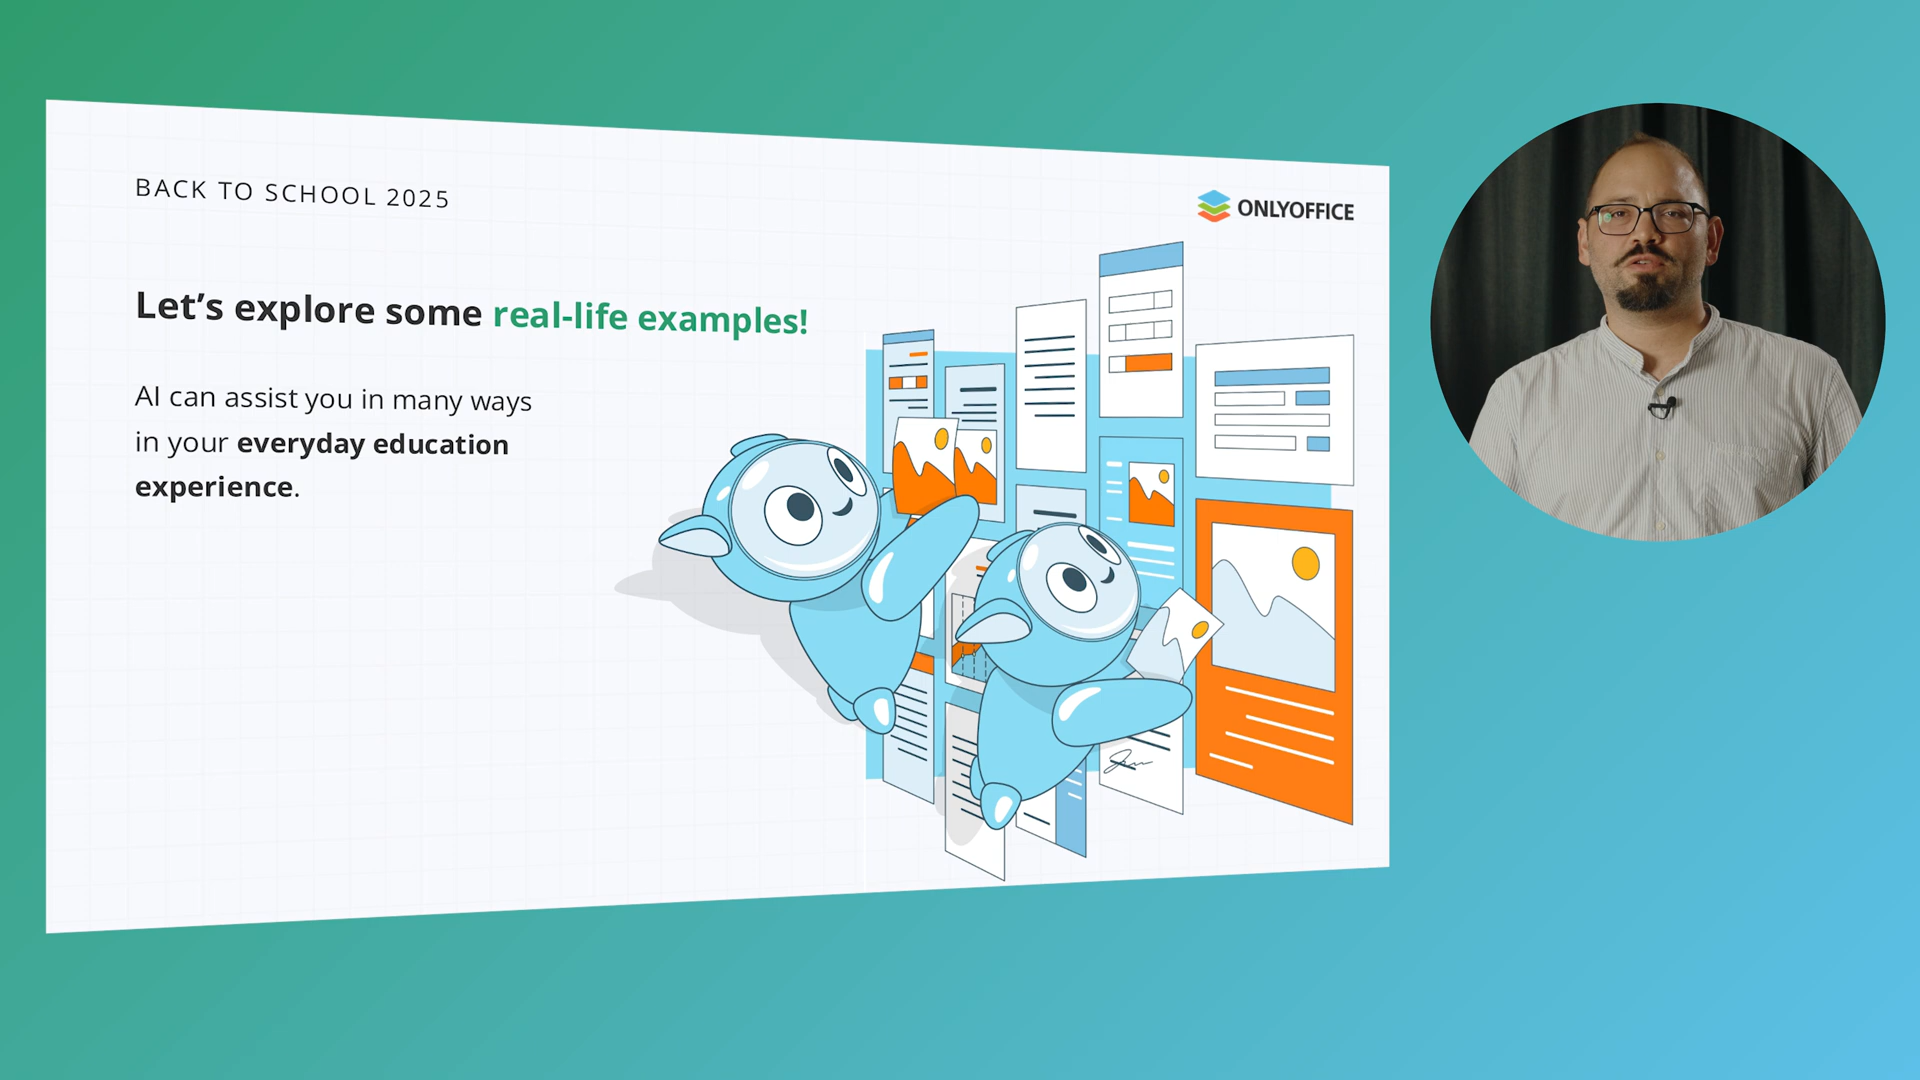 BACK TO SCHOOL 2025
ONLYOFFICE
Let’s explore some real-life examples!
AI can assist you in many ways
in your everyday education
experience.